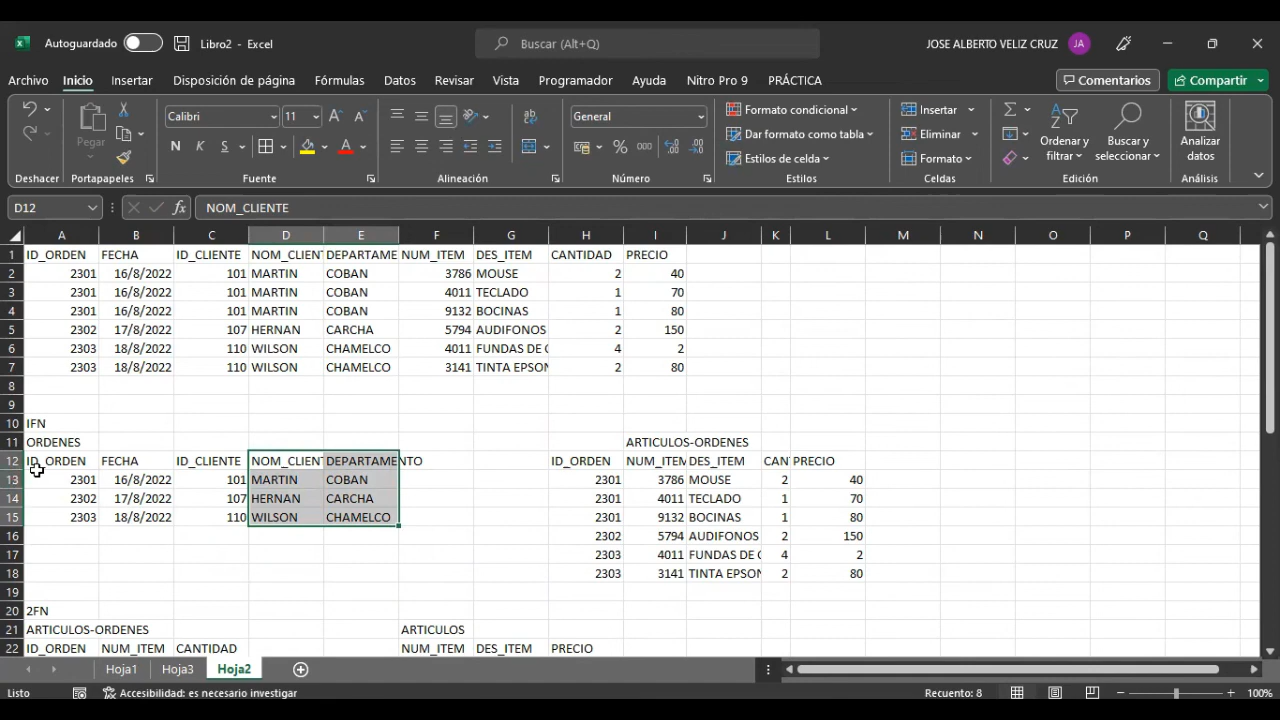 Autoguardado Libro2 - Excel Buscar (Alt+Q) JOSE ALBERTO VELIZ CRUZ JA
Archivo Inicio Insertar Disposición de página Fórmulas Datos Revisar Vista Programador Ayuda Nitro Pro 9 PRÁCTICA Comentarios Compartir
Pegar Calibri 11 N K S General Formato condicional Dar formato como tabla Estilos de celda Insertar Eliminar Formato Ordenar y filtrar Buscar y seleccionar Analizar datos
Deshacer Portapapeles Fuente Alineación Número Estilos Celdas Edición Análisis
D12 fx NOM_CLIENTE
A B C D E F G H I J K L M N O P Q
1 ID_ORDEN FECHA ID_CLIENTE NOM_CLIENT DEPARTAME NUM_ITEM DES_ITEM CANTIDAD PRECIO
2 2301 16/8/2022 101 MARTIN COBAN 3786 MOUSE 2 40
3 2301 16/8/2022 101 MARTIN COBAN 4011 TECLADO 1 70
4 2301 16/8/2022 101 MARTIN COBAN 9132 BOCINAS 1 80
5 2302 17/8/2022 107 HERNAN CARCHA 5794 AUDIFONOS 2 150
6 2303 18/8/2022 110 WILSON CHAMELCO 4011 FUNDAS DE C 4 2
7 2303 18/8/2022 110 WILSON CHAMELCO 3141 TINTA EPSON 2 80
8
9
10 IFN
11 ORDENES ARTICULOS-ORDENES
12 ID_ORDEN FECHA ID_CLIENTE NOM_CLIENT DEPARTAMENTO ID_ORDEN NUM_ITEM DES_ITEM CANT PRECIO
13 2301 16/8/2022 101 MARTIN COBAN 2301 3786 MOUSE 2 40
14 2302 17/8/2022 107 HERNAN CARCHA 2301 4011 TECLADO 1 70
15 2303 18/8/2022 110 WILSON CHAMELCO 2301 9132 BOCINAS 1 80
16 2302 5794 AUDIFONOS 2 150
17 2303 4011 FUNDAS DE C 4 2
18 2303 3141 TINTA EPSON 2 80
19
20 2FN
21 ARTICULOS-ORDENES ARTICULOS
22 ID_ORDEN NUM_ITEM CANTIDAD NUM_ITEM DES_ITEM PRECIO
Hoja1 Hoja3 Hoja2
Listo Accesibilidad: es necesario investigar Recuento: 8 100%